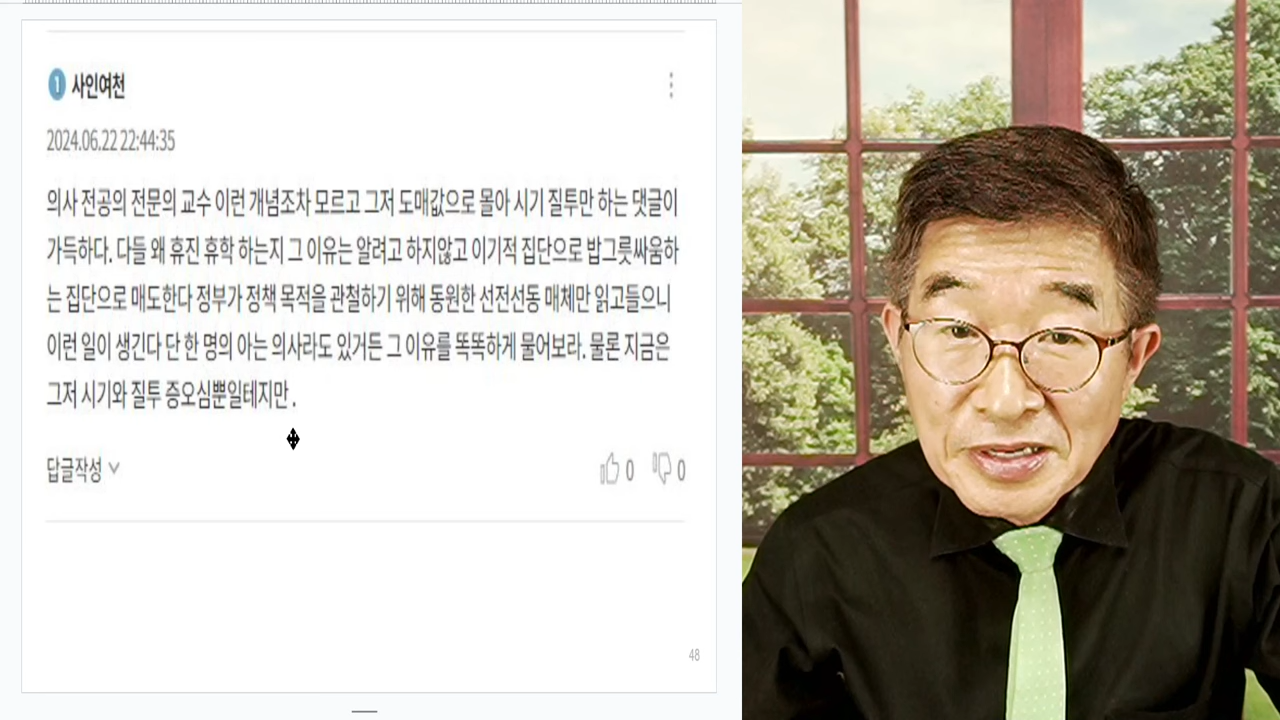 1 사인여천
2024.06.22 22:44:35
의사 전공의 전문의 교수 이런 개념조차 모르고 그저 도매값으로 몰아 시기 질투만 하는 댓글이
가득하다. 다들 왜 휴진 휴학 하는지 그 이유는 알려고 하지않고 이기적 집단으로 밥그릇싸움하
는 집단으로 매도한다 정부가 정책 목적을 관철하기 위해 동원한 선전선동 매체만 읽고들으니
이런 일이 생긴다 단 한 명의 아는 의사라도 있거든 그 이유를 똑똑하게 물어보라. 물론 지금은
그저 시기와 질투 증오심뿐일테지만 .
답글작성
0 0
48